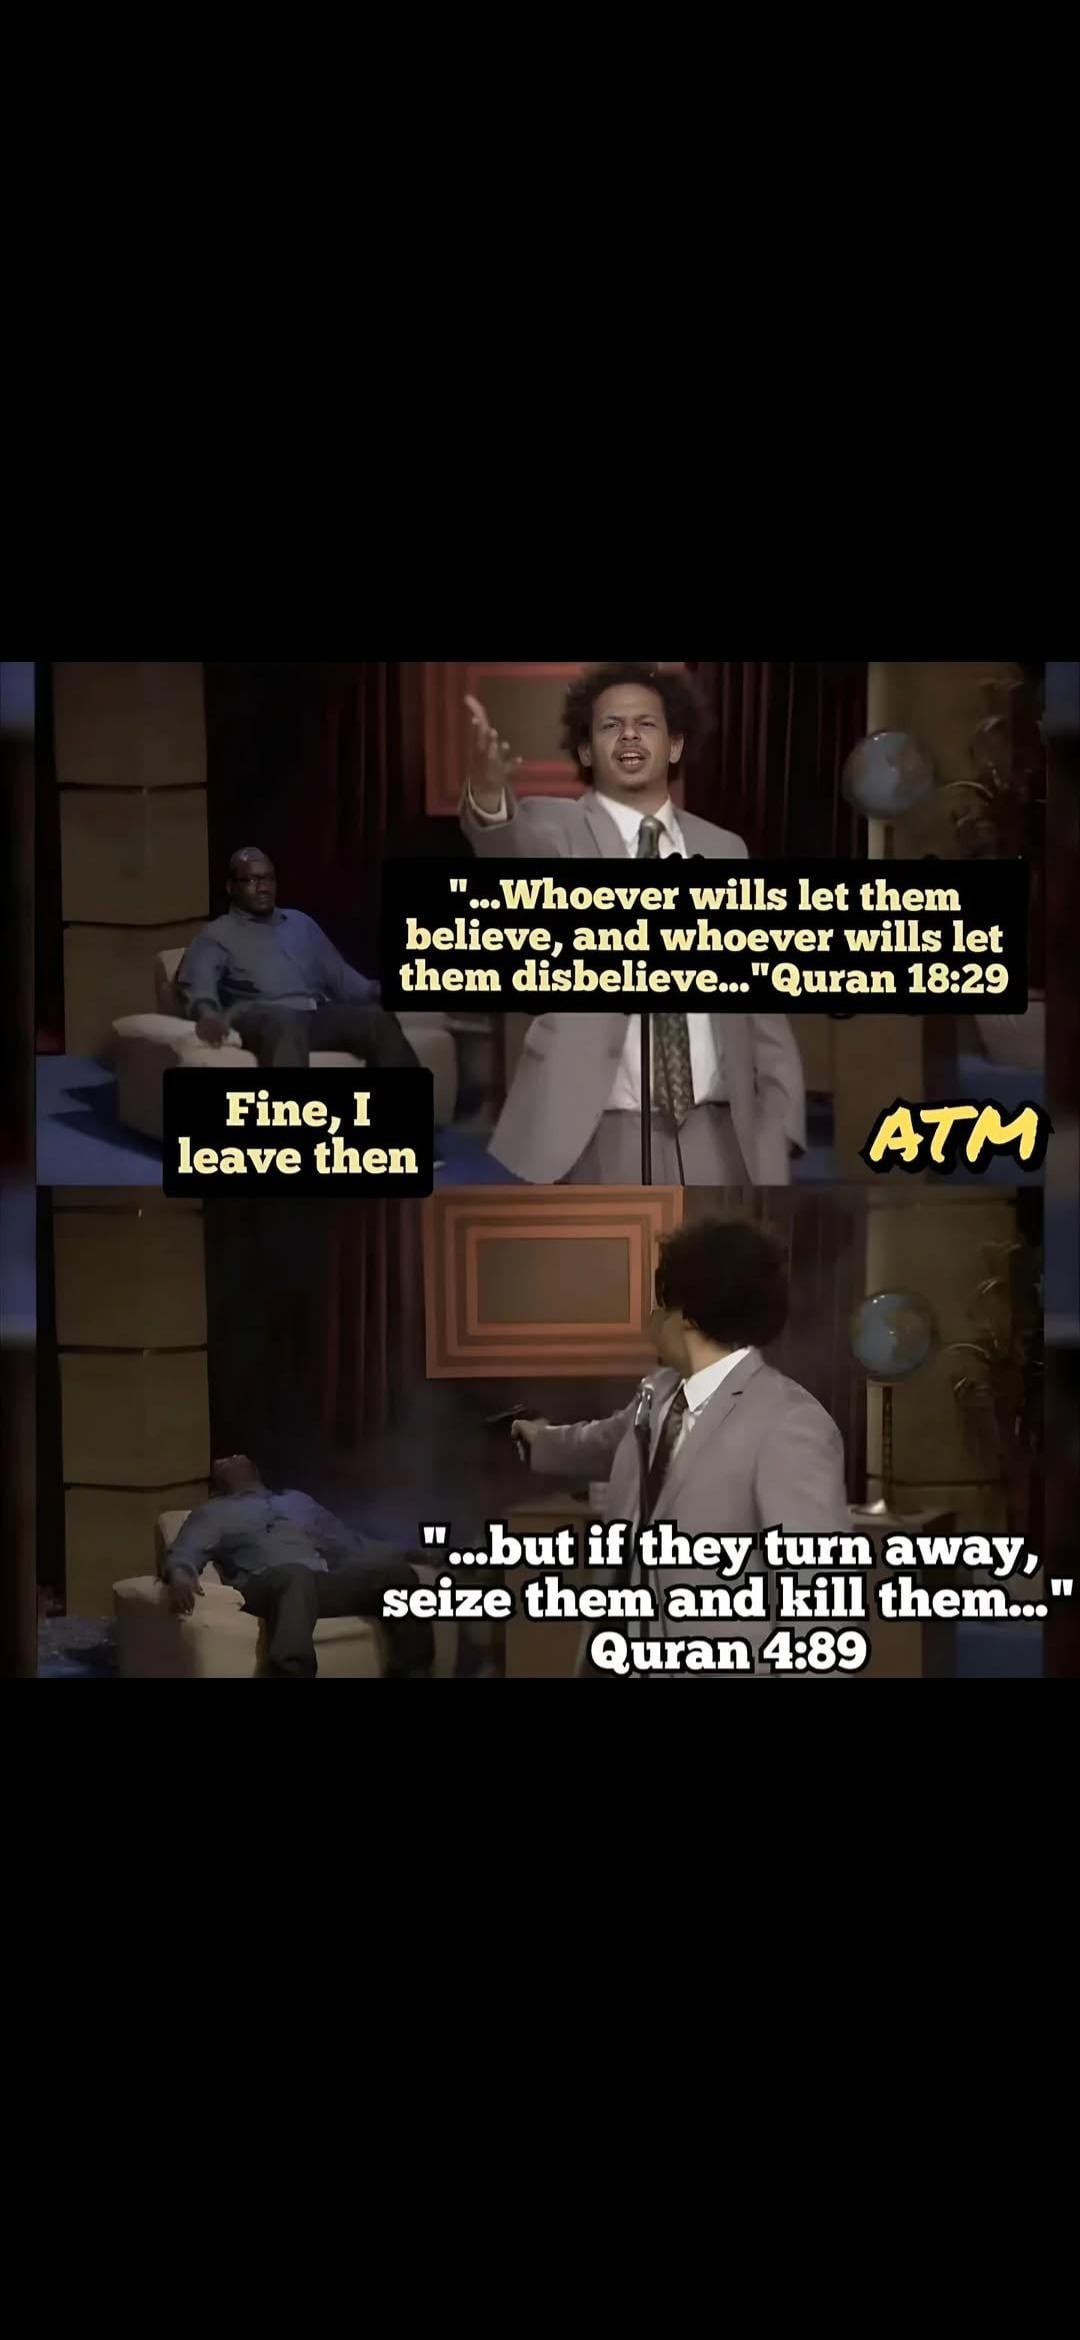 "...Whoever wills let them
believe, and whoever wills let
them disbelieve..."Quran 18:29
Fine, I
leave then
ATM
"...but if they turn away,
seize them and kill them..."
Quran 4:89